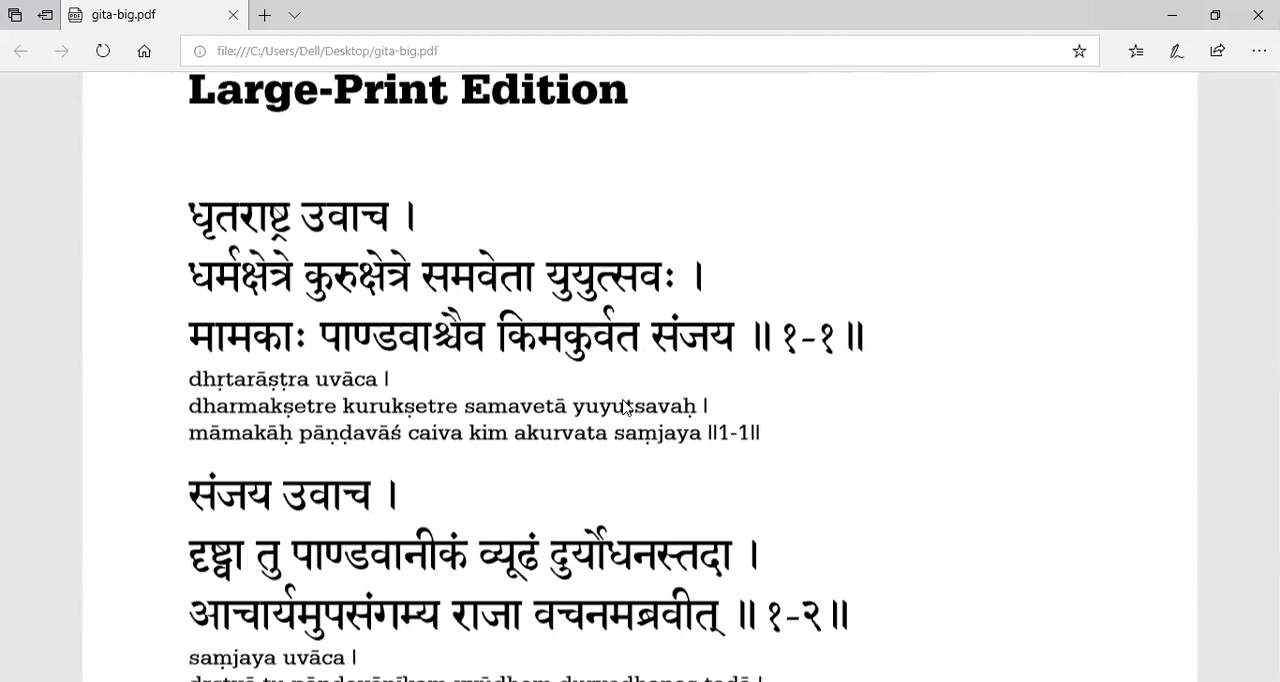 gita-big.pdf
file:///C:/Users/Dell/Desktop/gita-big.pdf
Large-Print Edition
धृतराष्ट्र उवाच ।
धर्मक्षेत्रे कुरुक्षेत्रे समवेता युयुत्सवः ।
मामकाः पाण्डवाश्चैव किमकुर्वत संजय ॥ १-१॥
dhṛtarāṣṭra uvāca |
dharmakṣetre kurukṣetre samavetā yuyutsavaḥ |
māmakāḥ pāṇḍavāś caiva kim akurvata saṃjaya ||1-1||
संजय उवाच ।
दृष्ट्वा तु पाण्डवानीकं व्यूढं दुर्योधनस्तदा ।
आचार्यमुपसंगम्य राजा वचनमब्रवीत् ॥ १-२॥
saṃjaya uvāca |